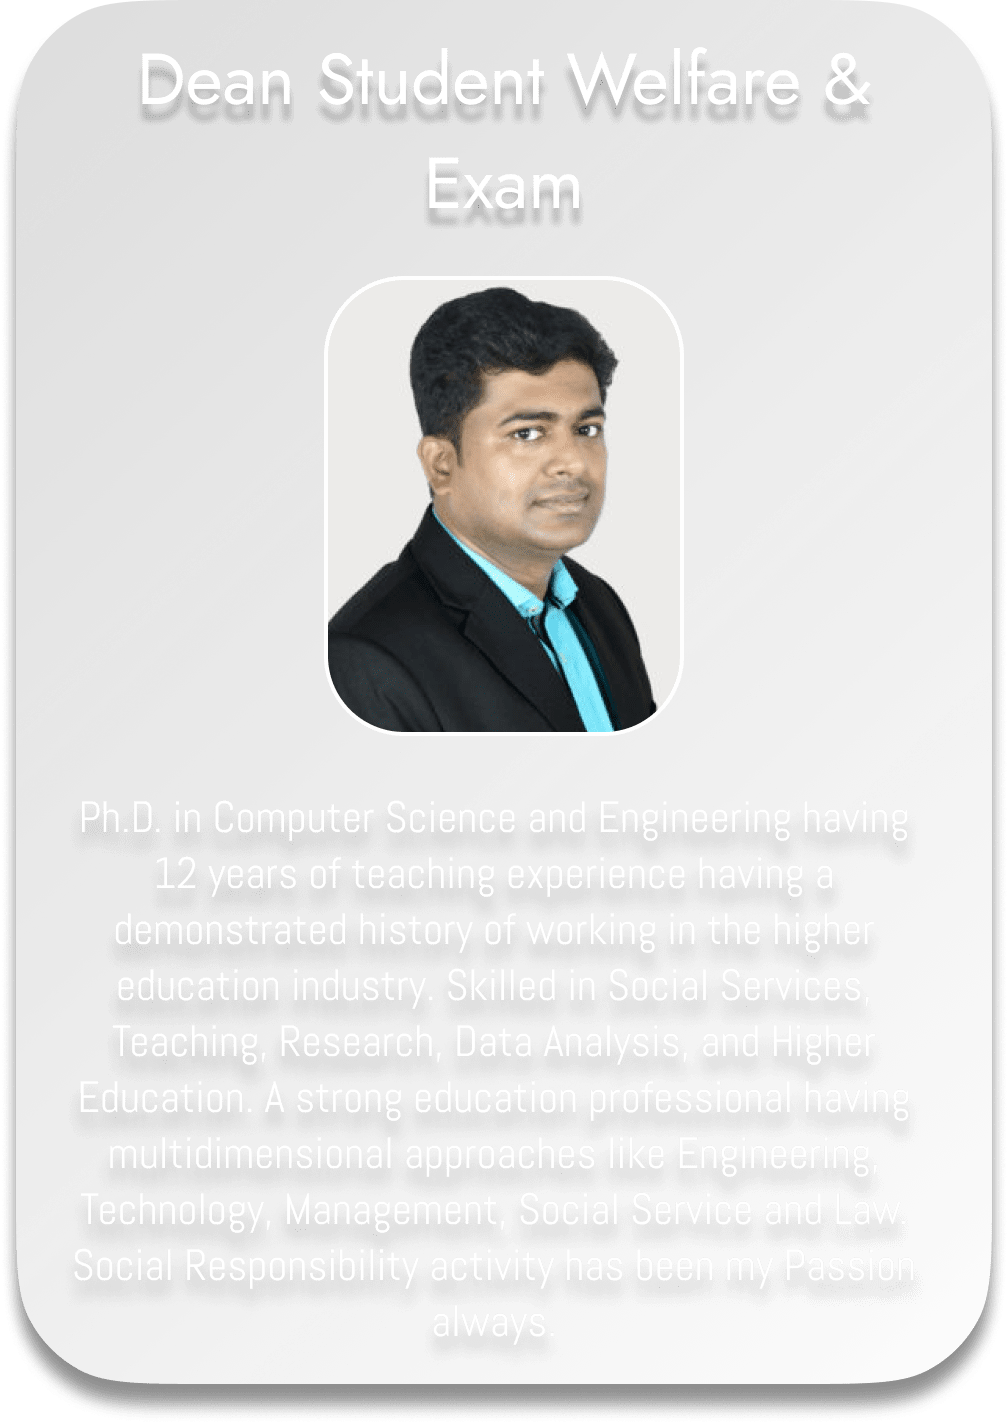 Dean Student Welfare &
Exam
Ph.D. in Computer Science and Engineering having
12 years of teaching experience having a
demonstrated history of working in the higher
education industry. Skilled in Social Services,
Teaching, Research, Data Analysis, and Higher
Education. A strong education professional having
multidimensional approaches like Engineering,
Technology, Management, Social Service and Law.
Social Responsibility activity has been my Passion
always.